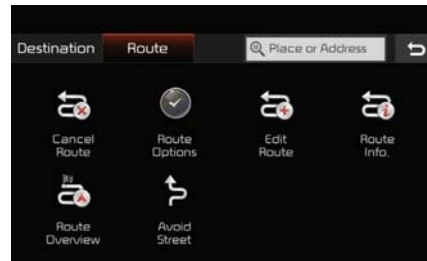 Destination
Route
Place or Address
Cancel
Route
Route
Options
Edit
Route
Route
Info.
Route
Overview
Avoid
Street